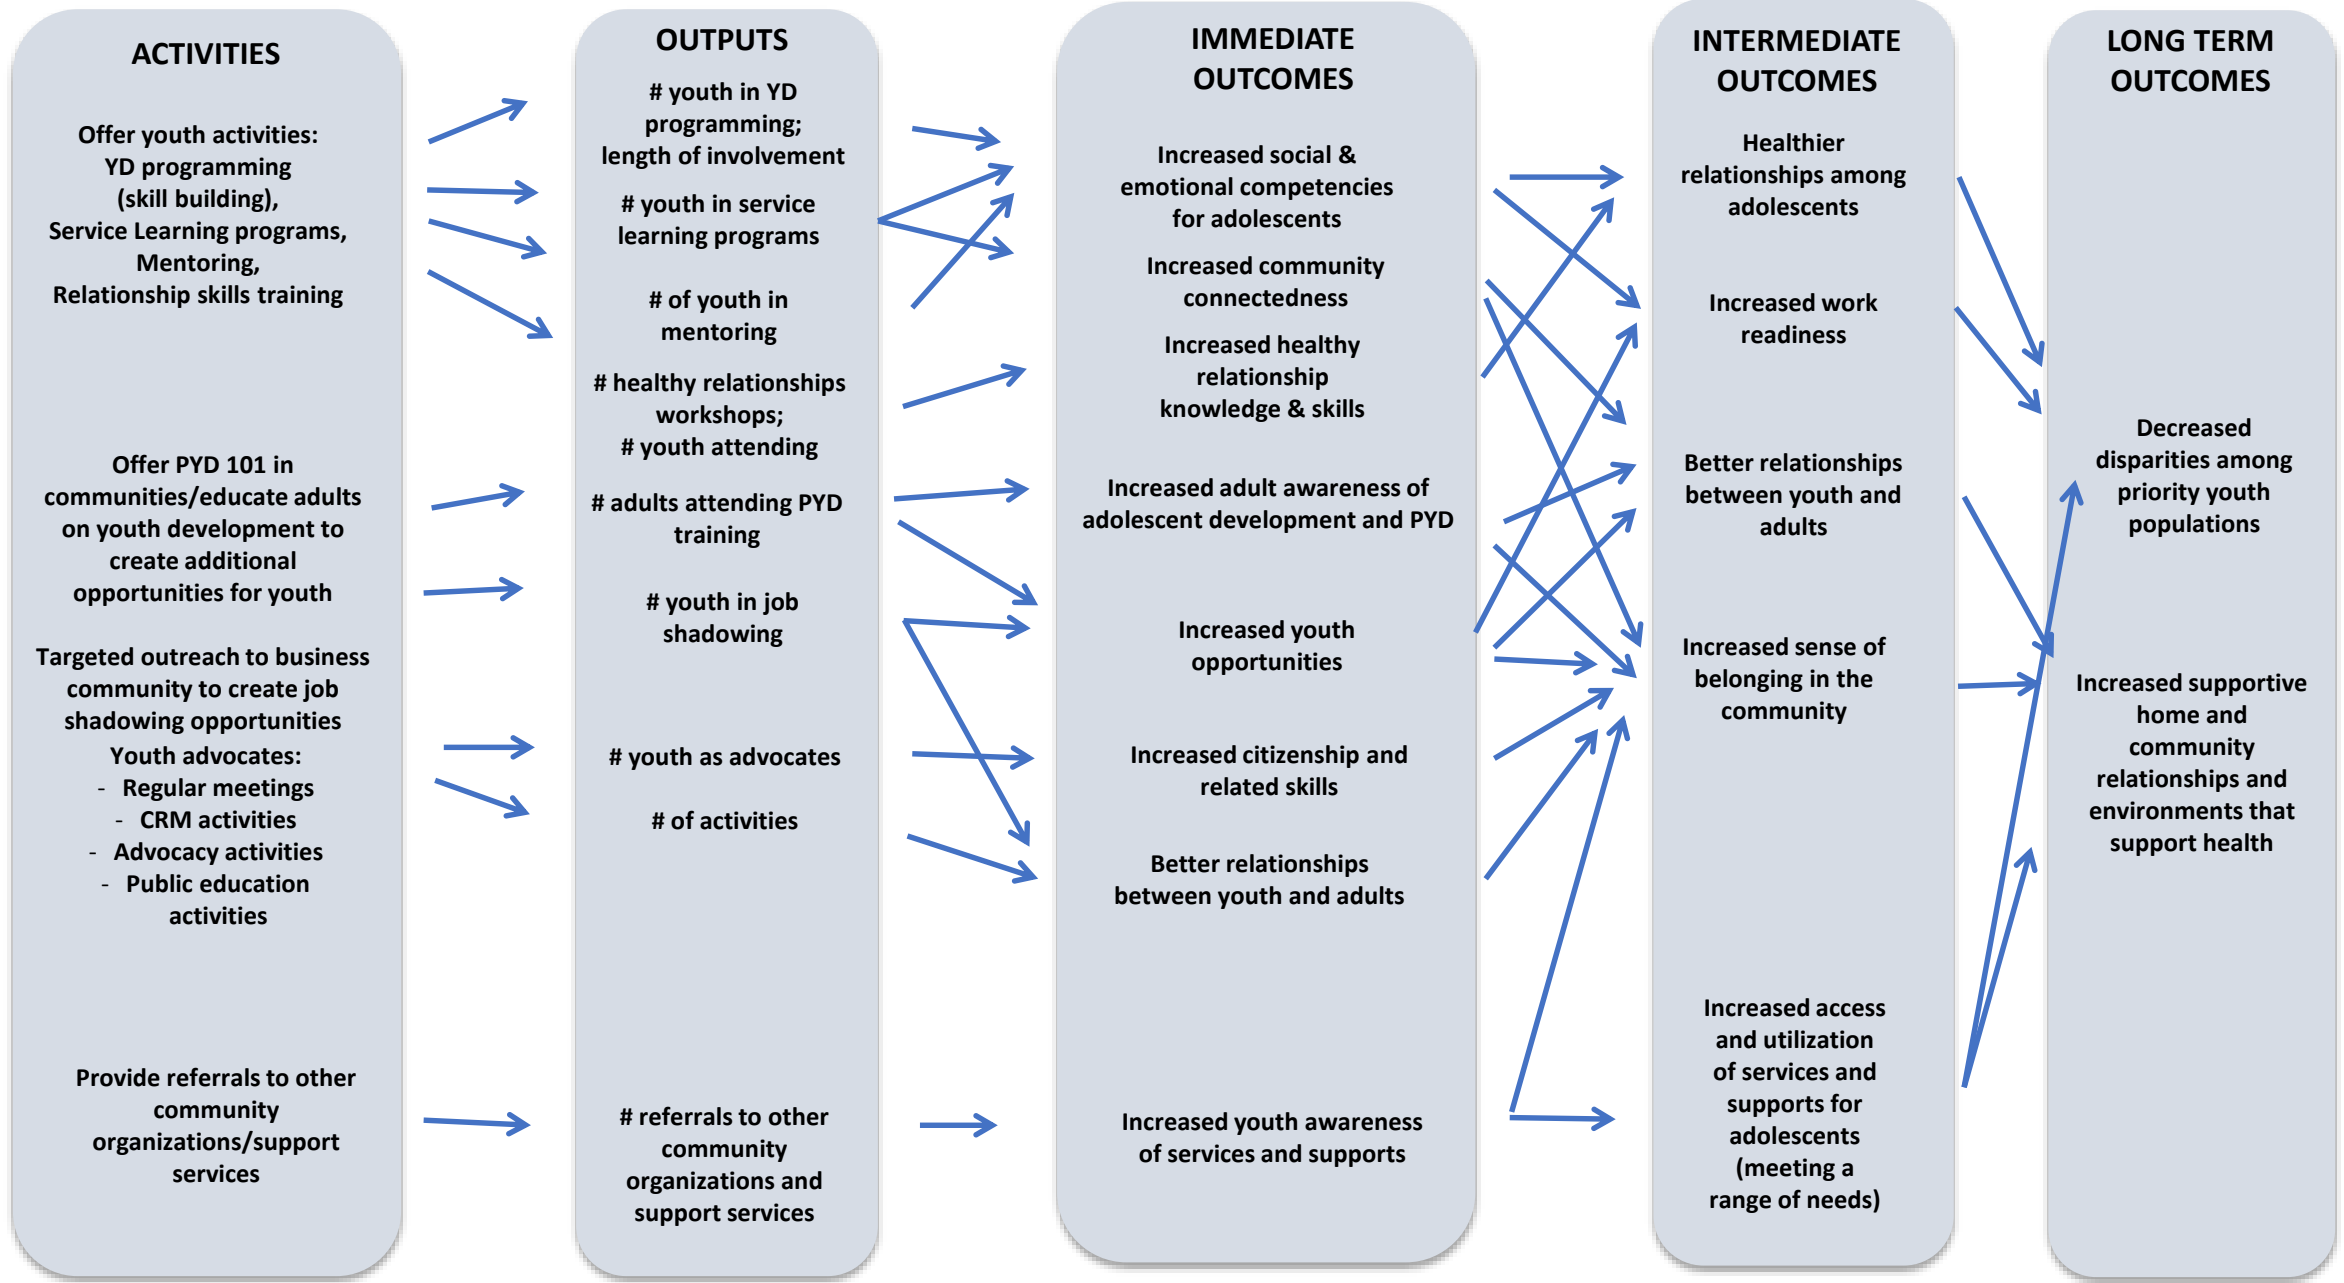 ACTIVITIES
Offer youth activities:
YD programming
(skill building),
Service Learning programs,
Mentoring,
Relationship skills training
Offer PYD 101 in
communities/educate adults
on youth development to
create additional
opportunities for youth
Targeted outreach to business
community to create job
shadowing opportunities
Youth advocates:
- Regular meetings
- CRM activities
- Advocacy activities
- Public education
activities
Provide referrals to other
community
organizations/support
services
OUTPUTS
# youth in YD
programming;
length of involvement
# youth in service
learning programs
# of youth in
mentoring
# healthy relationships
workshops;
# youth attending
# adults attending PYD
training
# youth in job
shadowing
# youth as advocates
# of activities
# referrals to other
community
organizations and
support services
IMMEDIATE
OUTCOMES
Increased social &
emotional competencies
for adolescents
Increased community
connectedness
Increased healthy
relationship
knowledge & skills
Increased adult awareness of
adolescent development and PYD
Increased youth
opportunities
Increased citizenship and
related skills
Better relationships
between youth and adults
Increased youth awareness
of services and supports
INTERMEDIATE
OUTCOMES
Healthier
relationships among
adolescents
Increased work
readiness
Better relationships
between youth and
adults
Increased sense of
belonging in the
community
Increased access
and utilization
of services and
supports for
adolescents
(meeting a
range of needs)
LONG TERM
OUTCOMES
Decreased
disparities among
priority youth
populations
Increased supportive
home and
community
relationships and
environments that
support health